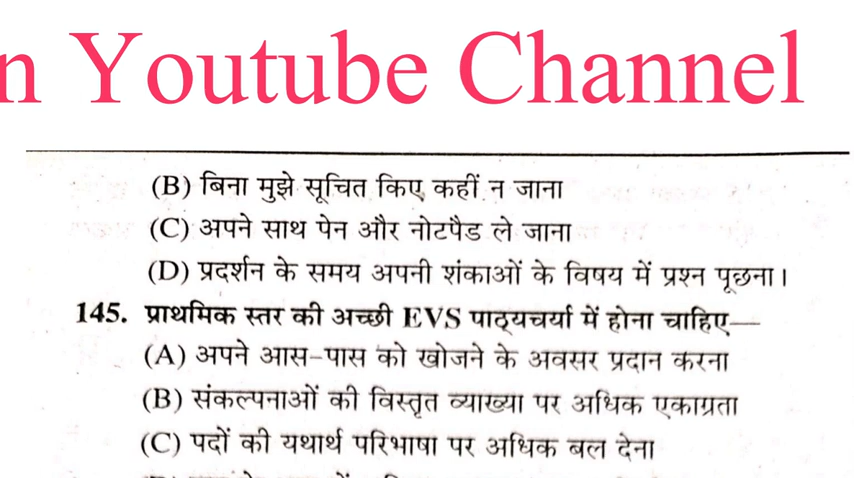 n Youtube Channel
(B) बिना मुझे सूचित किए कहीं न जाना
(C) अपने साथ पेन और नोटपैड ले जाना
(D) प्रदर्शन के समय अपनी शंकाओं के विषय में प्रश्न पूछना।
145. प्राथमिक स्तर की अच्छी EVS पाठ्यचर्या में होना चाहिए—
(A) अपने आस-पास को खोजने के अवसर प्रदान करना
(B) संकल्पनाओं की विस्तृत व्याख्या पर अधिक एकाग्रता
(C) पदों की यथार्थ परिभाषा पर अधिक बल देना